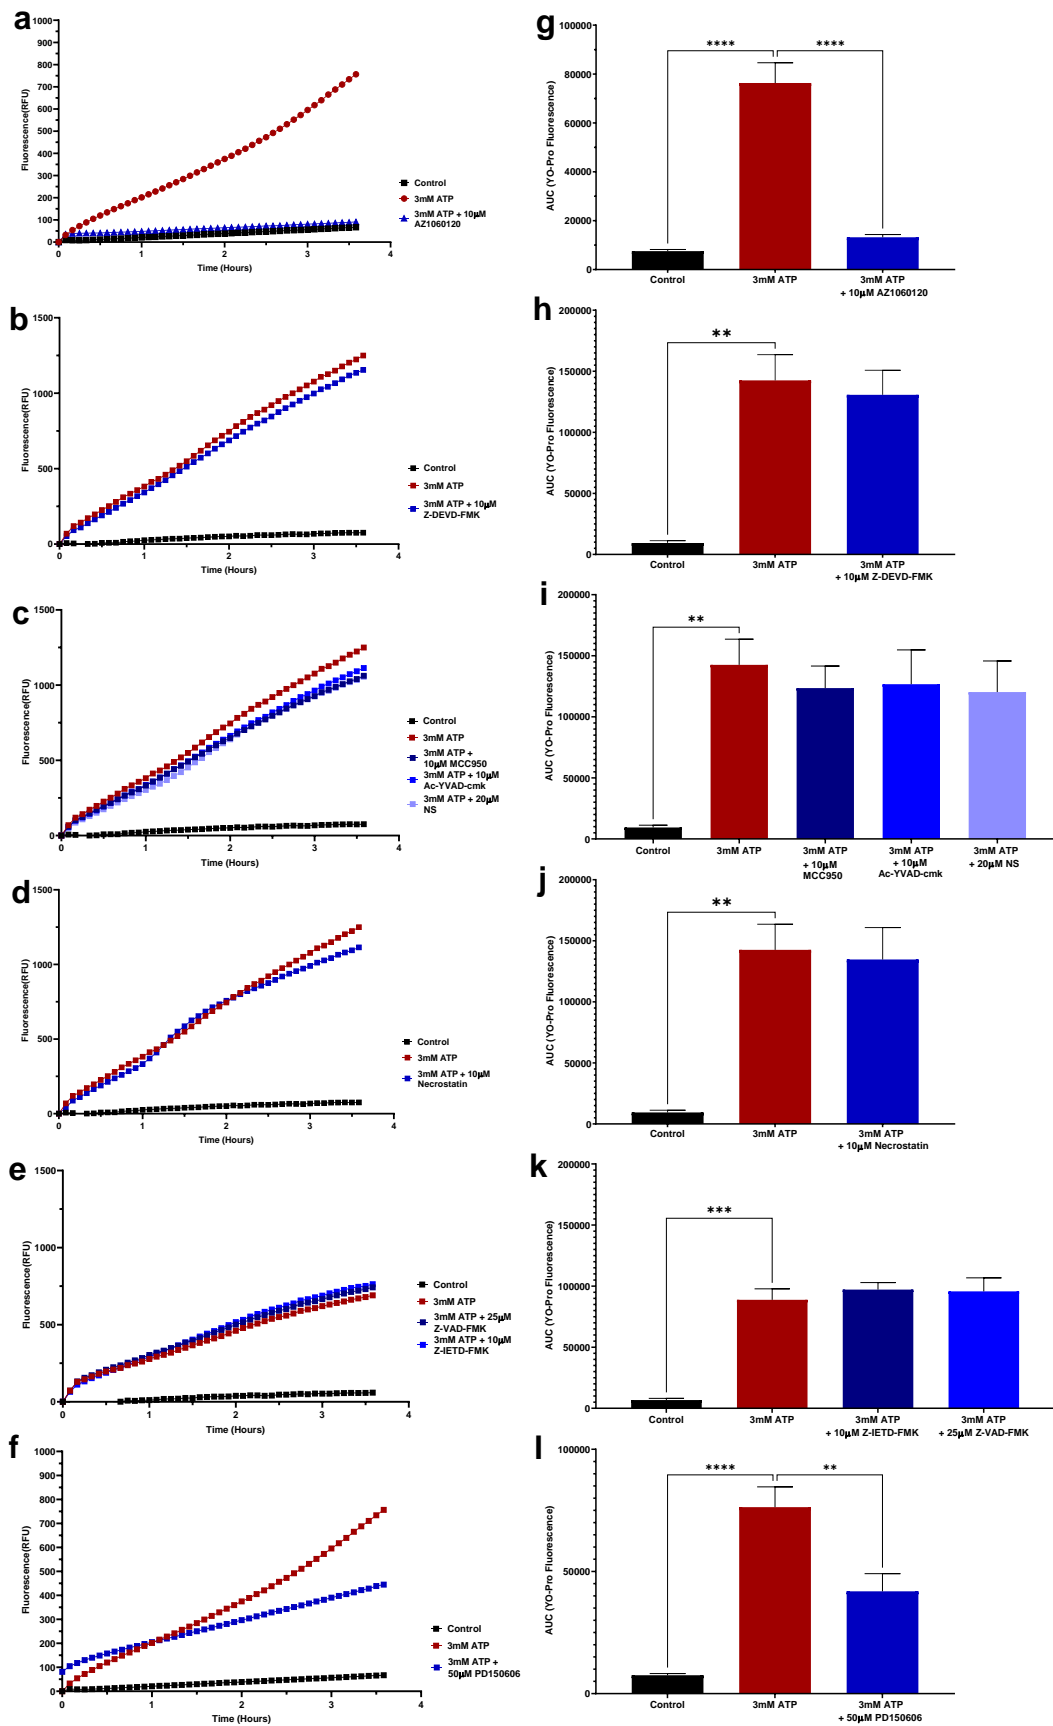 a
1000
900
800
700
600
500
400
300
200
100
0
Fluorescence(RFU)
0
1
2
3
4
Time (Hours)
Control
3mM ATP
3mM ATP + 10µM
AZ1060120
g
100000
80000
60000
40000
20000
0
AUC (YO-Pro Fluorescence)
****
****
Control
3mM ATP
3mM ATP
+ 10µM AZ1060120
b
1500
1000
500
0
Fluorescence(RFU)
0
1
2
3
4
Time (Hours)
Control
3mM ATP
3mM ATP + 10µM
Z-DEVD-FMK
h
200000
150000
100000
50000
0
AUC (YO-Pro Fluorescence)
**
Control
3mM ATP
3mM ATP
+ 10µM Z-DEVD-FMK
c
1500
1000
500
0
Fluorescence(RFU)
0
1
2
3
4
Time (Hours)
Control
3mM ATP
3mM ATP +
10µM MCC950
3mM ATP + 10µM
Ac-YVAD-cmk
3mM ATP + 20µM
NS
i
200000
150000
100000
50000
0
AUC (YO-Pro Fluorescence)
**
Control
3mM ATP
3mM ATP
+ 10µM
MCC950
3mM ATP
+ 10µM
Ac-YVAD-cmk
3mM ATP
+ 20µM NS
d
1500
1000
500
0
Fluorescence(RFU)
0
1
2
3
4
Time (Hours)
Control
3mM ATP
3mM ATP + 10µM
Necrostatin
j
200000
150000
100000
50000
0
AUC (YO-Pro Fluorescence)
**
Control
3mM ATP
3mM ATP
+ 10µM Necrostatin
e
1500
1000
500
0
Fluorescence(RFU)
0
1
2
3
4
Time (Hours)
Control
3mM ATP
3mM ATP + 25µM
Z-VAD-FMK
3mM ATP + 10µM
Z-IETD-FMK
k
200000
150000
100000
50000
0
AUC (YO-Pro Fluorescence)
***
Control
3mM ATP
3mM ATP
+ 10µM Z-IETD-FMK
3mM ATP
+ 25µM Z-VAD-FMK
f
1000
900
800
700
600
500
400
300
200
100
0
Fluorescence(RFU)
0
1
2
3
4
Time (Hours)
Control
3mM ATP
3mM ATP +
50µM PD150606
l
100000
50000
0
AUC (YO-Pro Fluorescence)
****
**
Control
3mM ATP
3mM ATP
+ 50µM PD150606